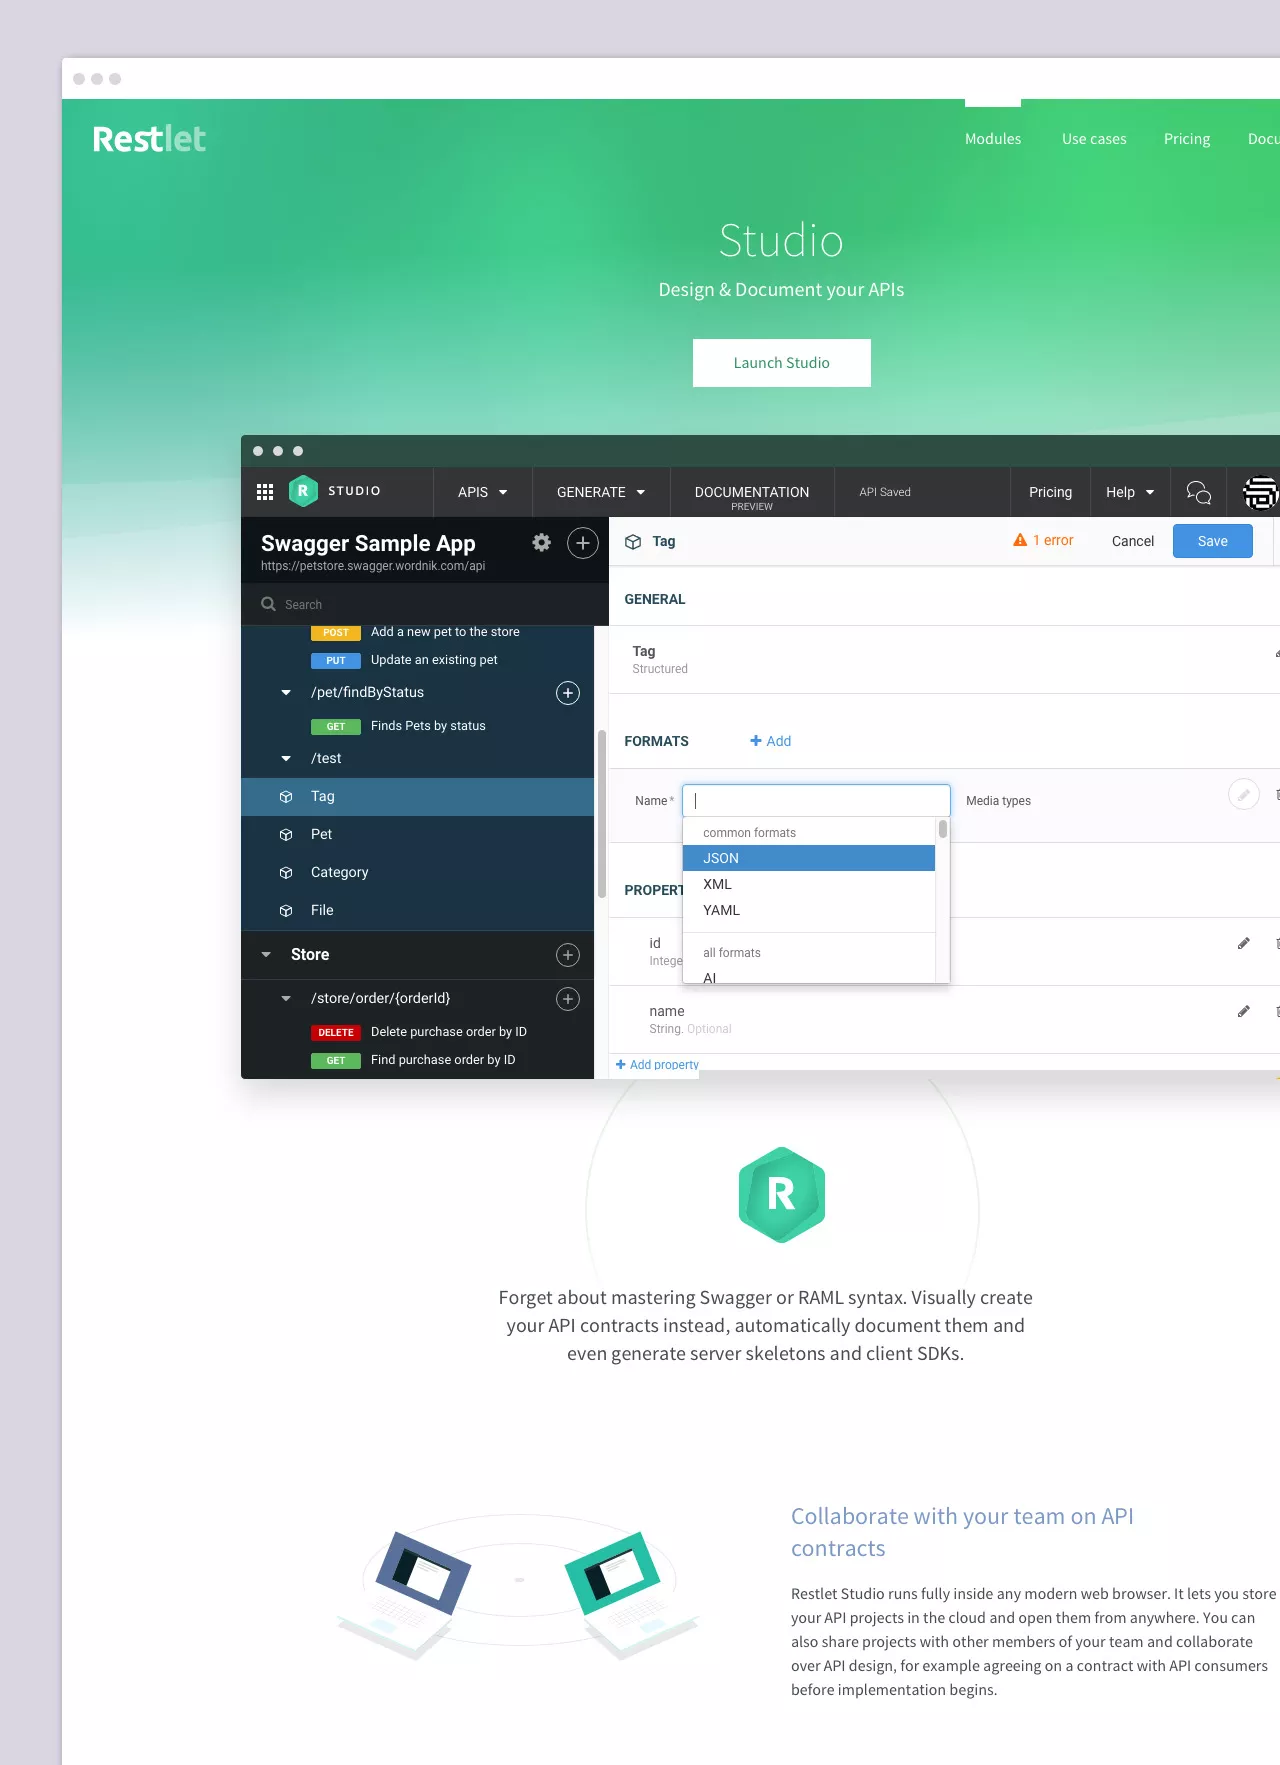 Restlet
Modules Use cases Pricing
Studio
Design & Document your APIs
Launch Studio
R STUDIO APIS GENERATE DOCUMENTATION API Saved Pricing Help
PREVIEW
Swagger Sample App
https://petstore.swagger.wordnik.com/api
Search
POST Add a new pet to the store
PUT Update an existing pet
/pet/findByStatus
GET Finds Pets by status
/test
Tag
Pet
Category
File
Store
/store/order/{orderId}
DELETE Delete purchase order by ID
GET Find purchase order by ID
Tag 1 error Cancel Save
GENERAL
Tag
Structured
FORMATS Add
Name* Media types
common formats
JSON
XML
YAML
all formats
AI
PROPERT
id
Intege
name
String. Optional
Add property
R
Forget about mastering Swagger or RAML syntax. Visually create
your API contracts instead, automatically document them and
even generate server skeletons and client SDKs.
Collaborate with your team on API
contracts
Restlet Studio runs fully inside any modern web browser. It lets you store
your API projects in the cloud and open them from anywhere. You can
also share projects with other members of your team and collaborate
over API design, for example agreeing on a contract with API consumers
before implementation begins.